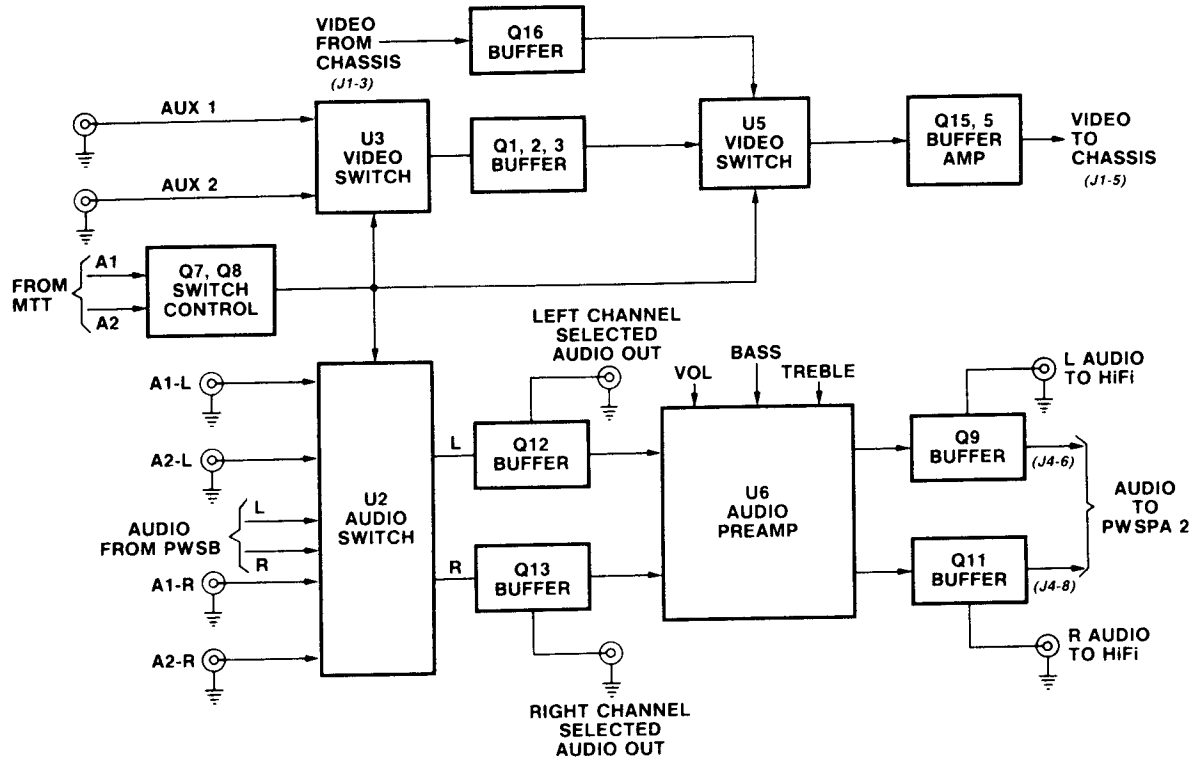 VIDEO
FROM
CHASSIS
(J1-3)
Q16
BUFFER
AUX 1
AUX 2
U3
VIDEO
SWITCH
Q1, 2, 3
BUFFER
U5
VIDEO
SWITCH
Q15, 5
BUFFER
AMP
VIDEO
TO
CHASSIS
(J1-5)
FROM
MTT
A1
A2
Q7, Q8
SWITCH
CONTROL
LEFT CHANNEL
SELECTED
AUDIO OUT
A1-L
A2-L
AUDIO
FROM PWSB
L
R
A1-R
A2-R
U2
AUDIO
SWITCH
L
Q12
BUFFER
R
Q13
BUFFER
RIGHT CHANNEL
SELECTED
AUDIO OUT
VOL
BASS
TREBLE
U6
AUDIO
PREAMP
L AUDIO
TO HiFi
Q9
BUFFER
(J4-6)
AUDIO
TO
PWSPA 2
Q11
BUFFER
(J4-8)
R AUDIO
TO HiFi